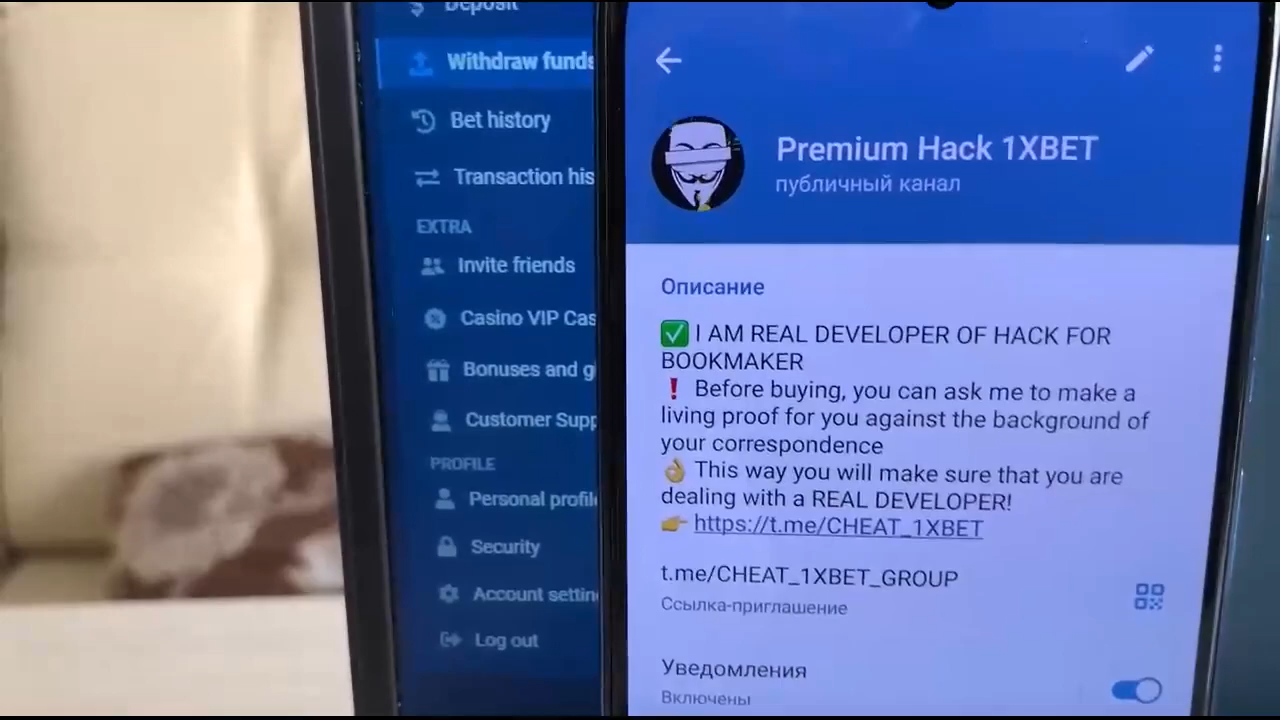 Deposit
Withdraw funds
Bet history
Transaction his
EXTRA
Invite friends
Casino VIP Cas
Bonuses and g
Customer Supp
PROFILE
Personal profile
Security
Account settin
Log out
Premium Hack 1XBET
публичный канал
Описание
✅ I AM REAL DEVELOPER OF HACK FOR
BOOKMAKER
❗ Before buying, you can ask me to make a
living proof for you against the background of
your correspondence
👌 This way you will make sure that you are
dealing with a REAL DEVELOPER!
👉 https://t.me/CHEAT_1XBET
t.me/CHEAT_1XBET_GROUP
Ссылка-приглашение
Уведомления
Включены